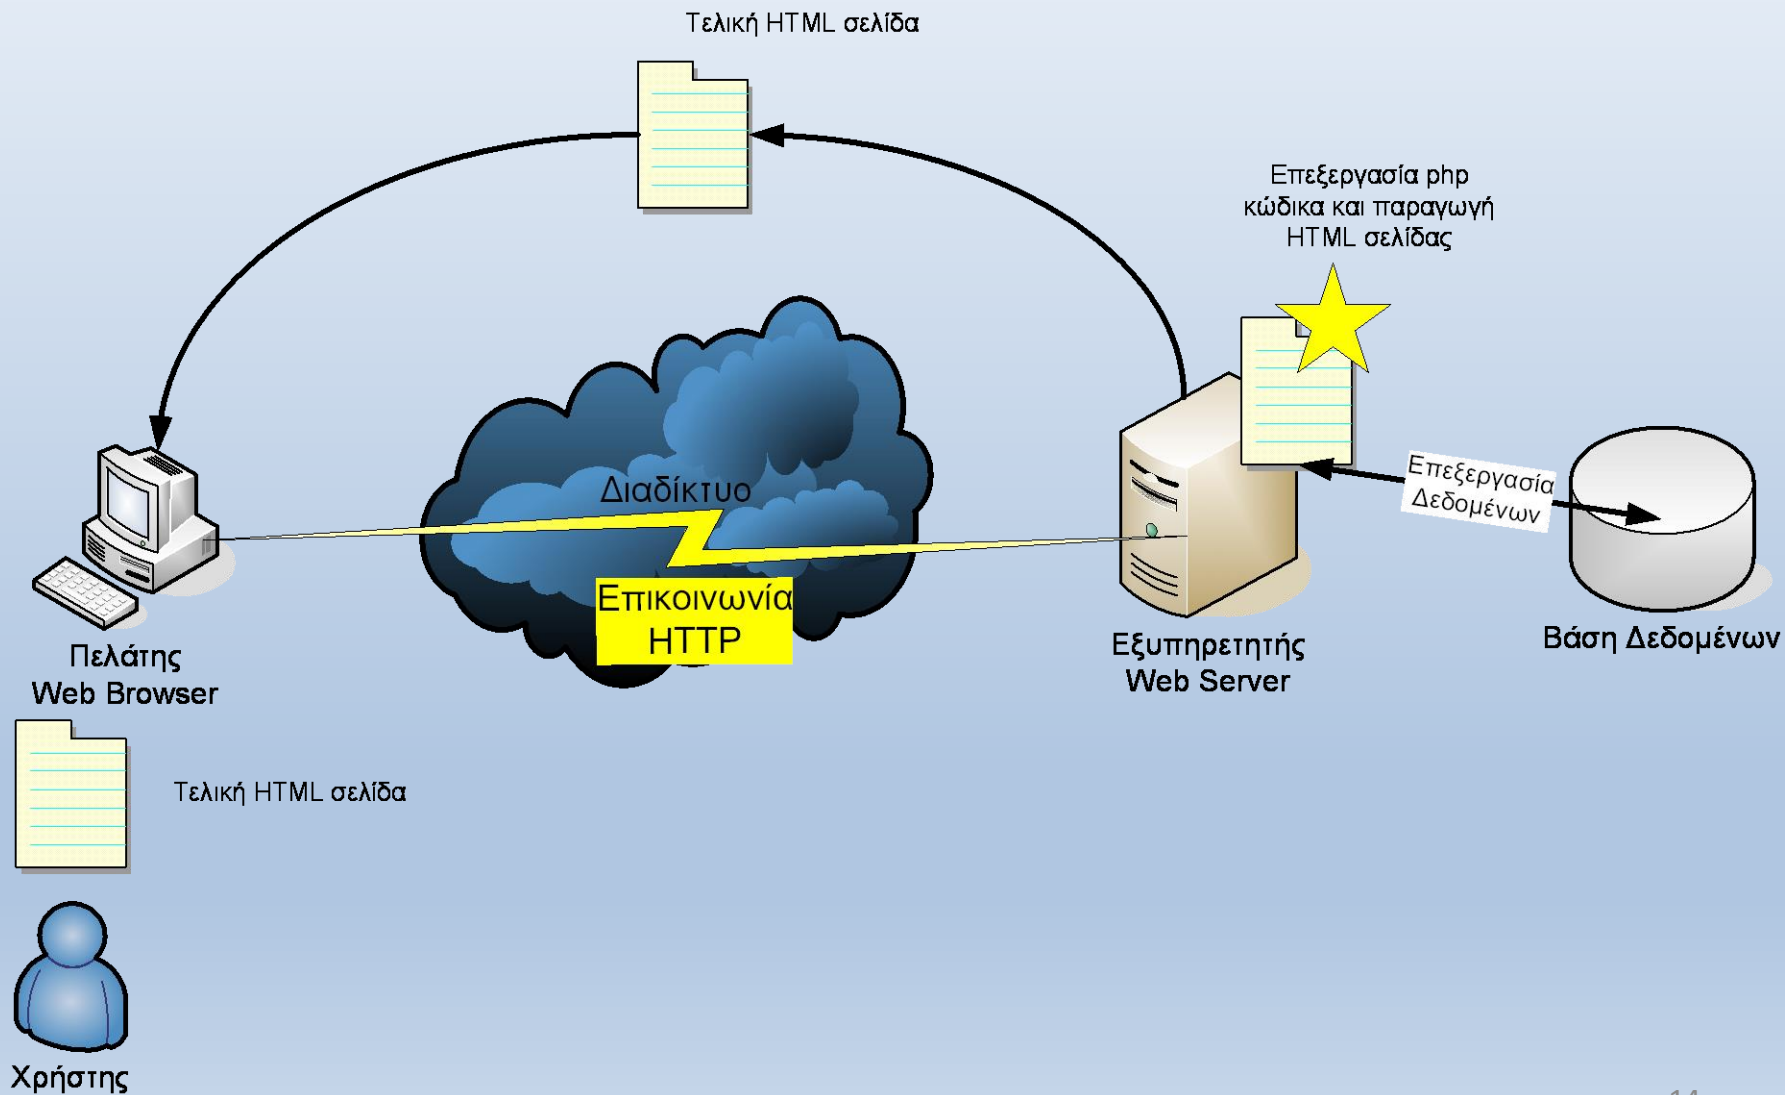 Τελική HTML σελίδα
Επεξεργασία php
κώδικα και παραγωγή
HTML σελίδας
Διαδίκτυο
Επικοινωνία
HTTP
Επεξεργασία
Δεδομένων
Πελάτης
Web Browser
Εξυπηρετητής
Web Server
Βάση Δεδομένων
Τελική HTML σελίδα
Χρήστης
14